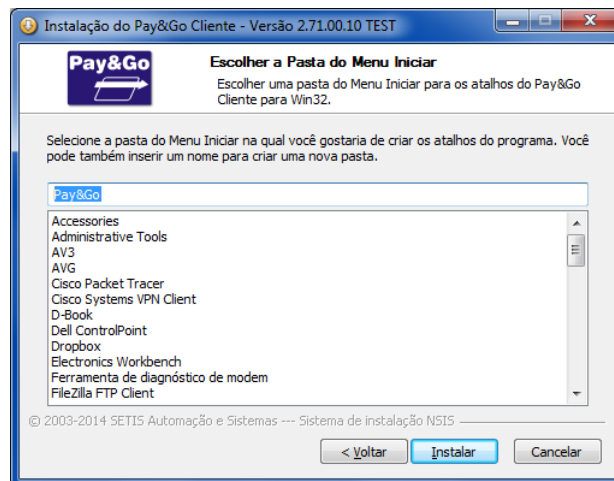 Instalação do Pay&Go Cliente - Versão 2.71.00.10 TEST
Pay&Go
Escolher a Pasta do Menu Iniciar
Escolher uma pasta do Menu Iniciar para os atalhos do Pay&Go
Cliente para Win32.
Selecione a pasta do Menu Iniciar na qual você gostaria de criar os atalhos do programa. Você
pode também inserir um nome para criar uma nova pasta.
Pay&Go
Accessories
Administrative Tools
AV3
AVG
Cisco Packet Tracer
Cisco Systems VPN Client
D-Book
Dell ControlPoint
Dropbox
Electronics Workbench
Ferramenta de diagnóstico de modem
FileZilla FTP Client
© 2003-2014 SETIS Automação e Sistemas --- Sistema de instalação NSIS
< Voltar
Instalar
Cancelar